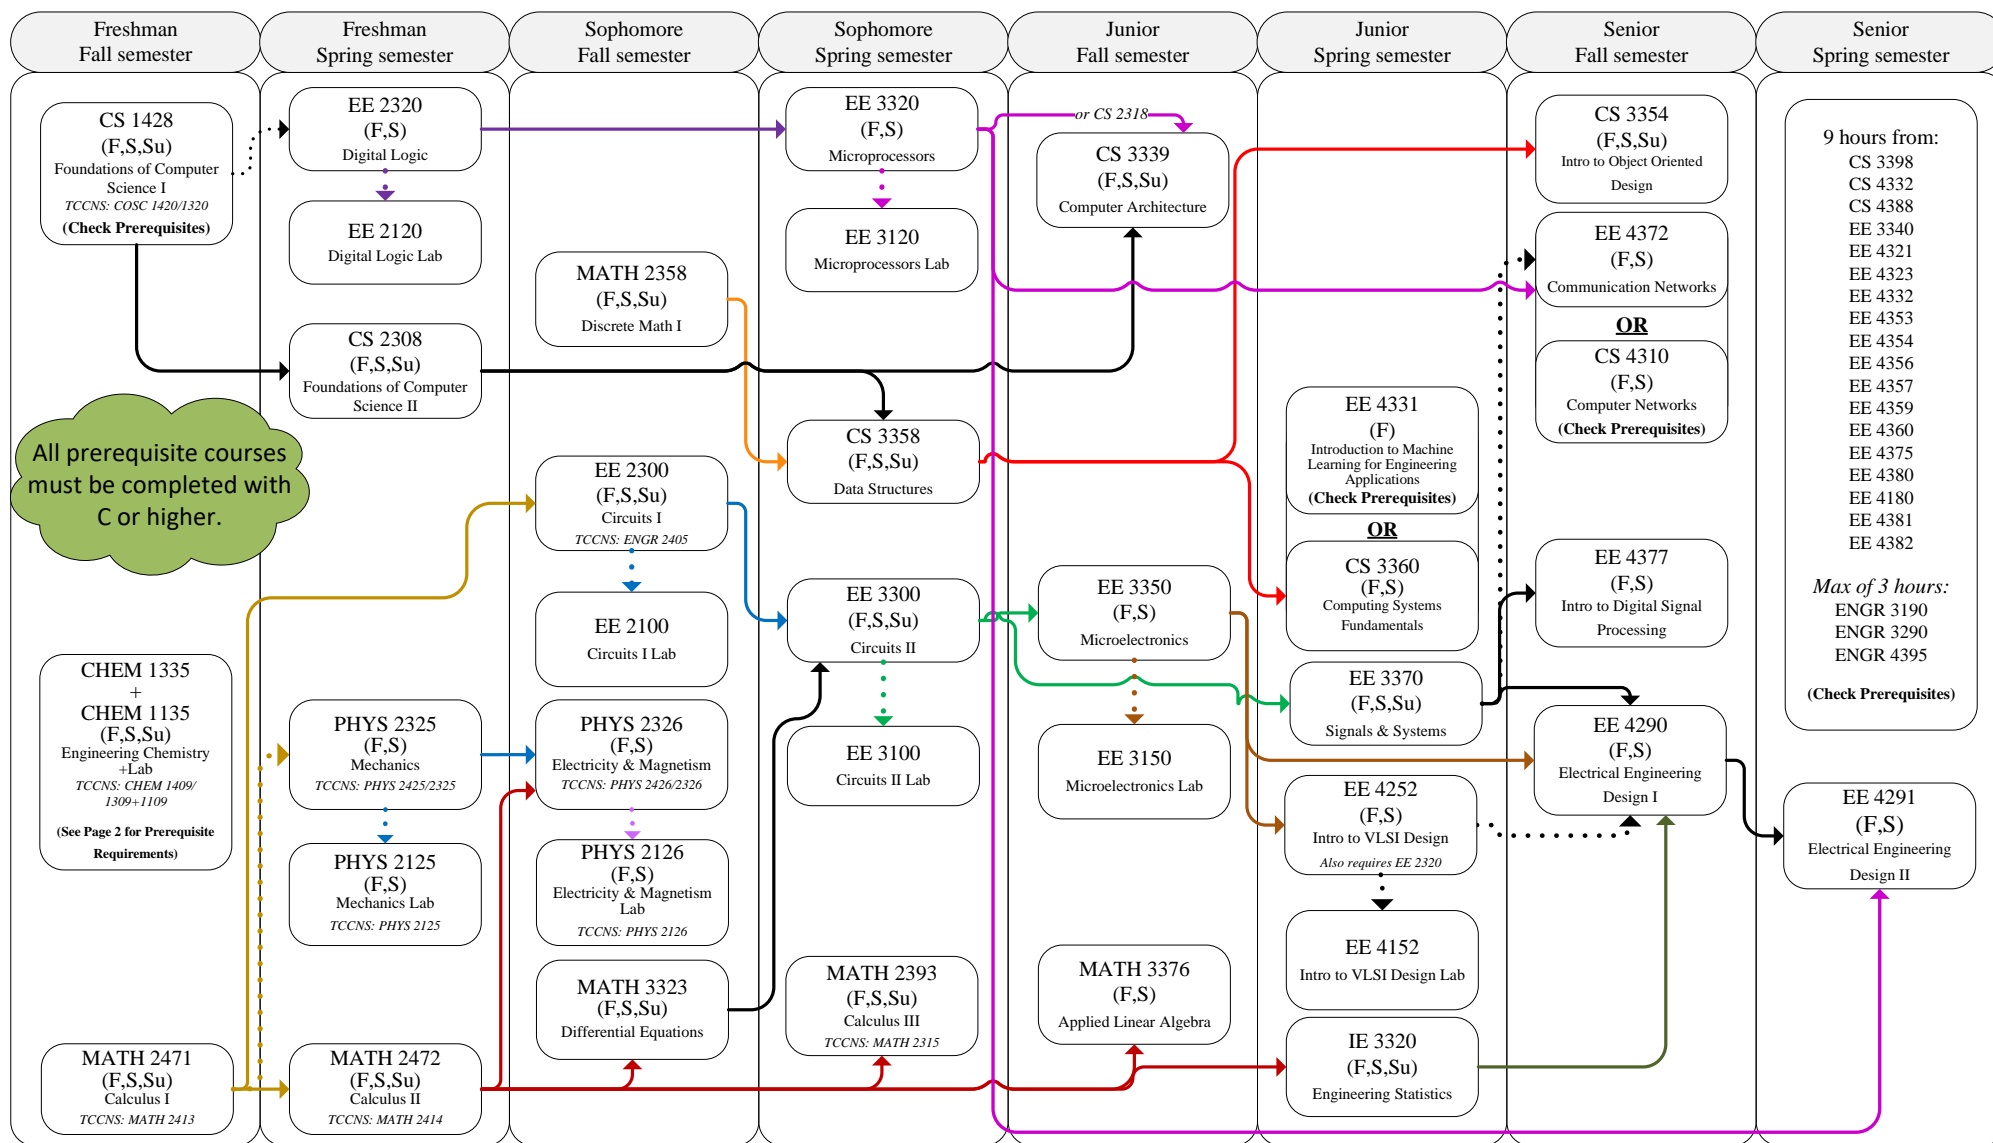 Freshman
Fall semester
Freshman
Spring semester
Sophomore
Fall semester
Sophomore
Spring semester
Junior
Fall semester
Junior
Spring semester
Senior
Fall semester
Senior
Spring semester
CS 1428
(F,S,Su)
Foundations of Computer
Science I
TCCNS: COSC 1420/1320
(Check Prerequisites)
All prerequisite courses
must be completed with
C or higher.
CHEM 1335
+
CHEM 1135
(F,S,Su)
Engineering Chemistry
+Lab
TCCNS: CHEM 1409/
1309+1109
(See Page 2 for Prerequisite
Requirements)
MATH 2471
(F,S,Su)
Calculus I
TCCNS: MATH 2413
EE 2320
(F,S)
Digital Logic
EE 2120
Digital Logic Lab
CS 2308
(F,S,Su)
Foundations of Computer
Science II
PHYS 2325
(F,S)
Mechanics
TCCNS: PHYS 2425/2325
PHYS 2125
(F,S)
Mechanics Lab
TCCNS: PHYS 2125
MATH 2472
(F,S,Su)
Calculus II
TCCNS: MATH 2414
MATH 2358
(F,S,Su)
Discrete Math I
EE 2300
(F,S,Su)
Circuits I
TCCNS: ENGR 2405
EE 2100
Circuits I Lab
PHYS 2326
(F,S)
Electricity & Magnetism
TCCNS: PHYS 2426/2326
PHYS 2126
(F,S)
Electricity & Magnetism
Lab
TCCNS: PHYS 2126
MATH 3323
(F,S,Su)
Differential Equations
EE 3320
(F,S)
Microprocessors
EE 3120
Microprocessors Lab
CS 3358
(F,S,Su)
Data Structures
EE 3300
(F,S,Su)
Circuits II
EE 3100
Circuits II Lab
MATH 2393
(F,S,Su)
Calculus III
TCCNS: MATH 2315
or CS 2318
CS 3339
(F,S,Su)
Computer Architecture
EE 3350
(F,S)
Microelectronics
EE 3150
Microelectronics Lab
MATH 3376
(F,S)
Applied Linear Algebra
EE 4331
(F)
Introduction to Machine
Learning for Engineering
Applications
(Check Prerequisites)
OR
CS 3360
(F,S)
Computing Systems
Fundamentals
EE 3370
(F,S,Su)
Signals & Systems
EE 4252
(F,S)
Intro to VLSI Design
Also requires EE 2320
EE 4152
Intro to VLSI Design Lab
IE 3320
(F,S,Su)
Engineering Statistics
CS 3354
(F,S,Su)
Intro to Object Oriented
Design
EE 4372
(F,S)
Communication Networks
OR
CS 4310
(F,S)
Computer Networks
(Check Prerequisites)
EE 4377
(F,S)
Intro to Digital Signal
Processing
EE 4290
(F,S)
Electrical Engineering
Design I
9 hours from:
CS 3398
CS 4332
CS 4388
EE 3340
EE 4321
EE 4323
EE 4332
EE 4353
EE 4354
EE 4356
EE 4357
EE 4359
EE 4360
EE 4375
EE 4380
EE 4180
EE 4381
EE 4382
Max of 3 hours:
ENGR 3190
ENGR 3290
ENGR 4395
(Check Prerequisites)
EE 4291
(F,S)
Electrical Engineering
Design II